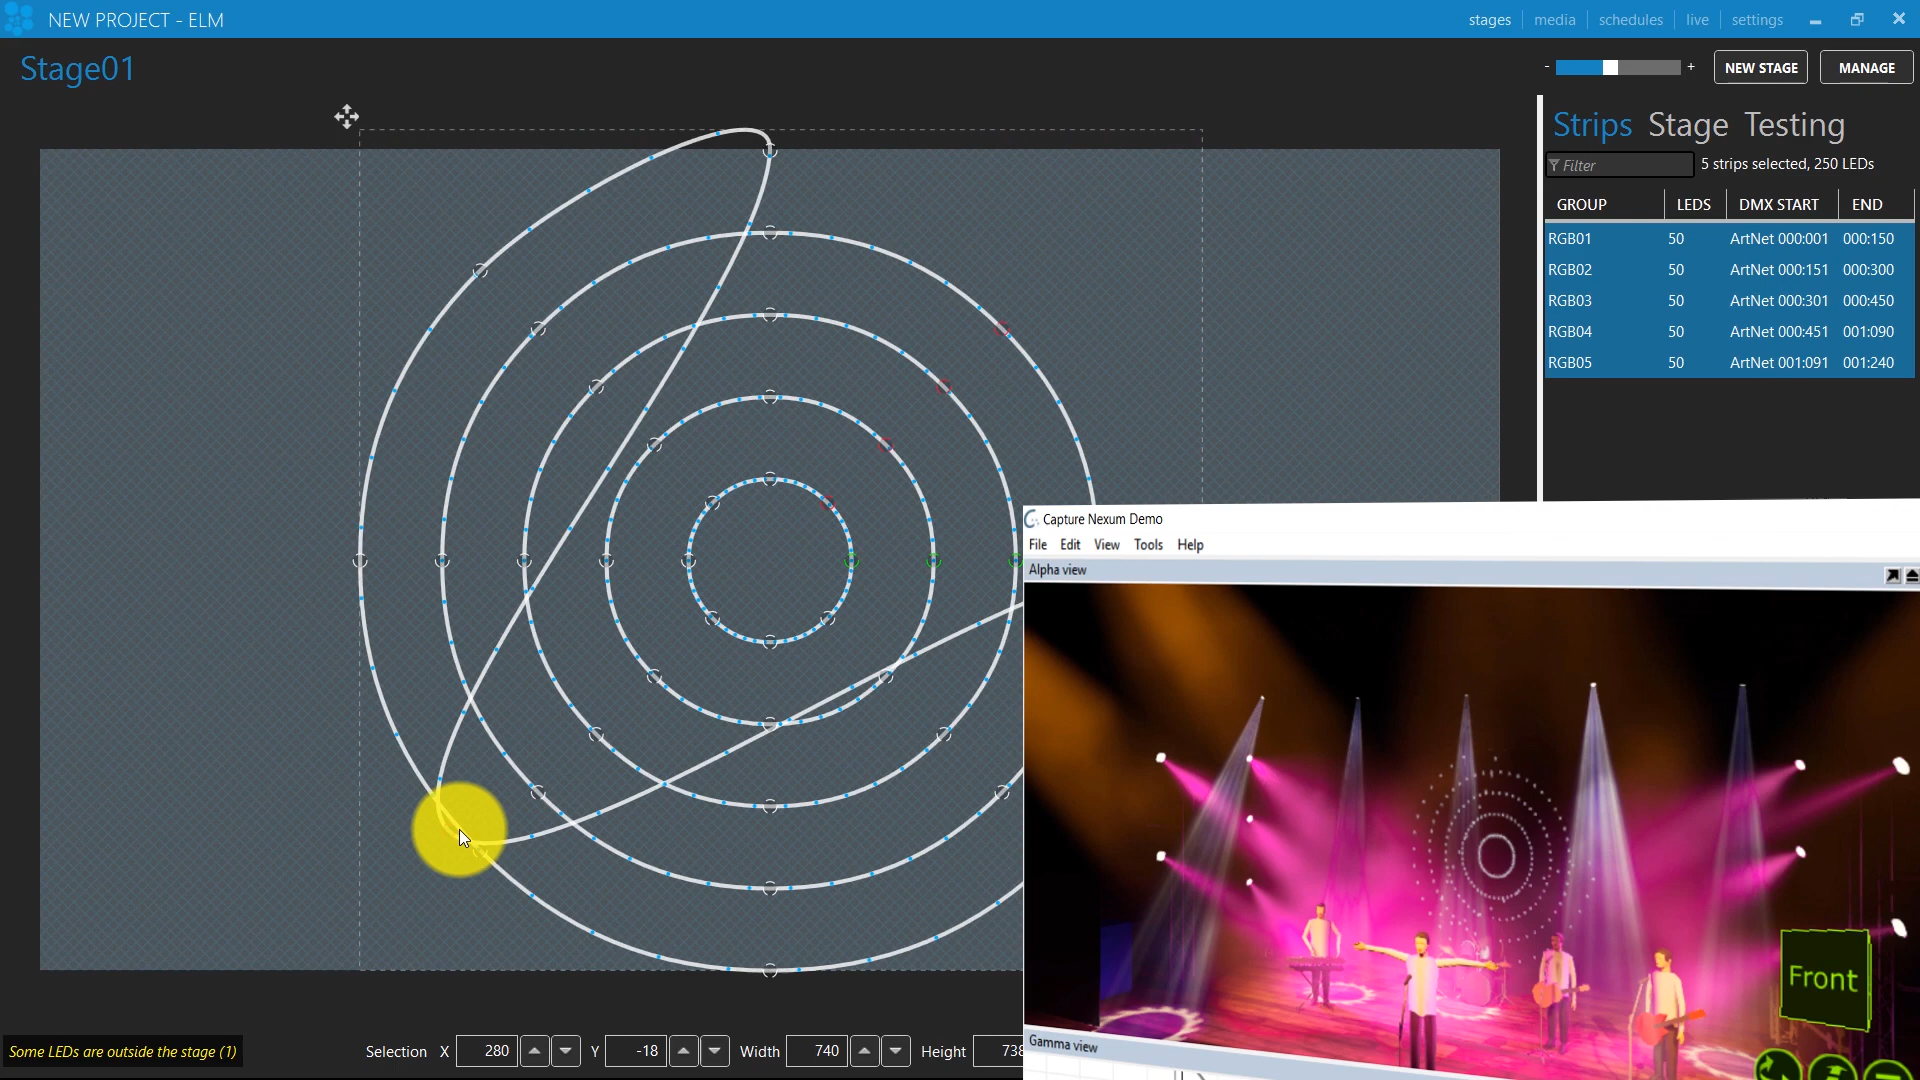 NEW PROJECT - ELM
stages media schedules live settings
Stage01
- +
NEW STAGE
MANAGE
Strips Stage Testing
Filter
5 strips selected, 250 LEDs
GROUP LEDS DMX START END
RGB01 50 ArtNet 000:001 000:150
RGB02 50 ArtNet 000:151 000:300
RGB03 50 ArtNet 000:301 000:450
RGB04 50 ArtNet 000:451 001:090
RGB05 50 ArtNet 001:091 001:240
Capture Nexum Demo
File Edit View Tools Help
Alpha view
Front
Gamma view
Some LEDs are outside the stage (1)
Selection X 280 Y -18 Width 740 Height 738